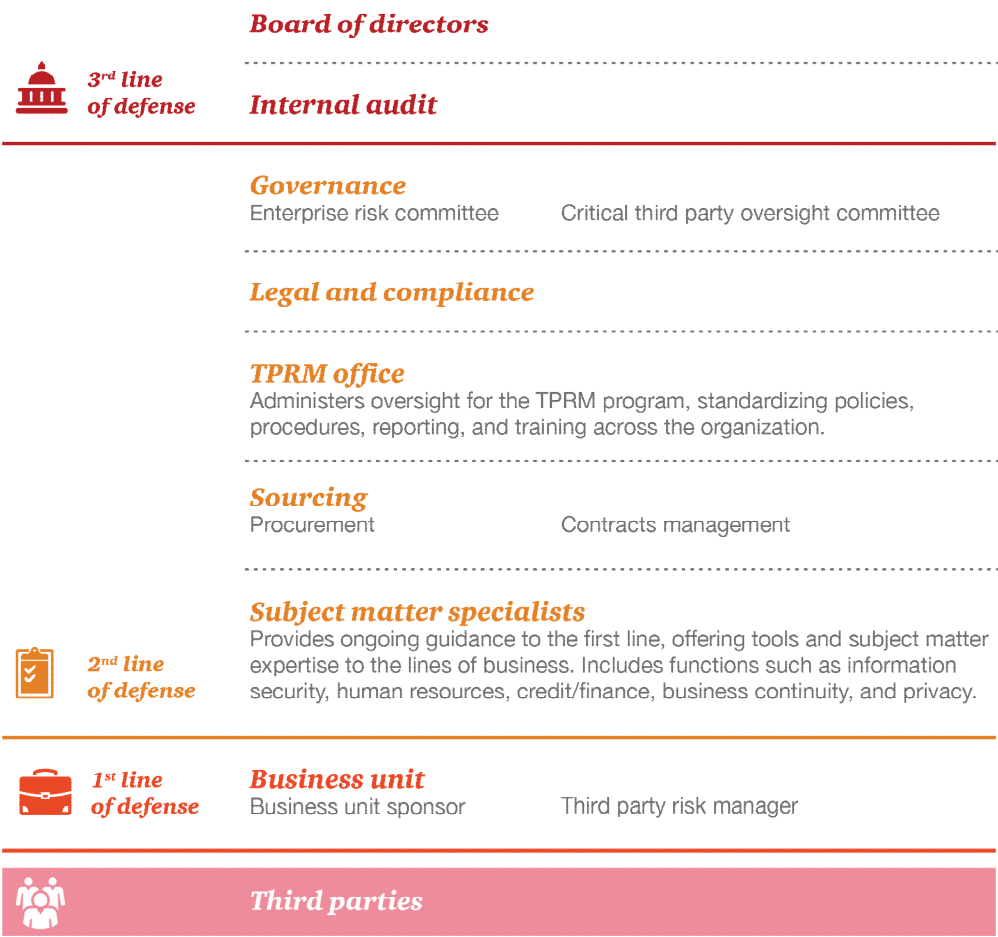 Board of directors
3rd line
of defense
Internal audit
Governance
Enterprise risk committee
Critical third party oversight committee
Legal and compliance
TPRM office
Administers oversight for the TPRM program, standardizing policies,
procedures, reporting, and training across the organization.
Sourcing
Procurement
Contracts management
Subject matter specialists
Provides ongoing guidance to the first line, offering tools and subject matter
expertise to the lines of business. Includes functions such as information
security, human resources, credit/finance, business continuity, and privacy.
2nd line
of defense
1st line
of defense
Business unit
Business unit sponsor
Third party risk manager
Third parties